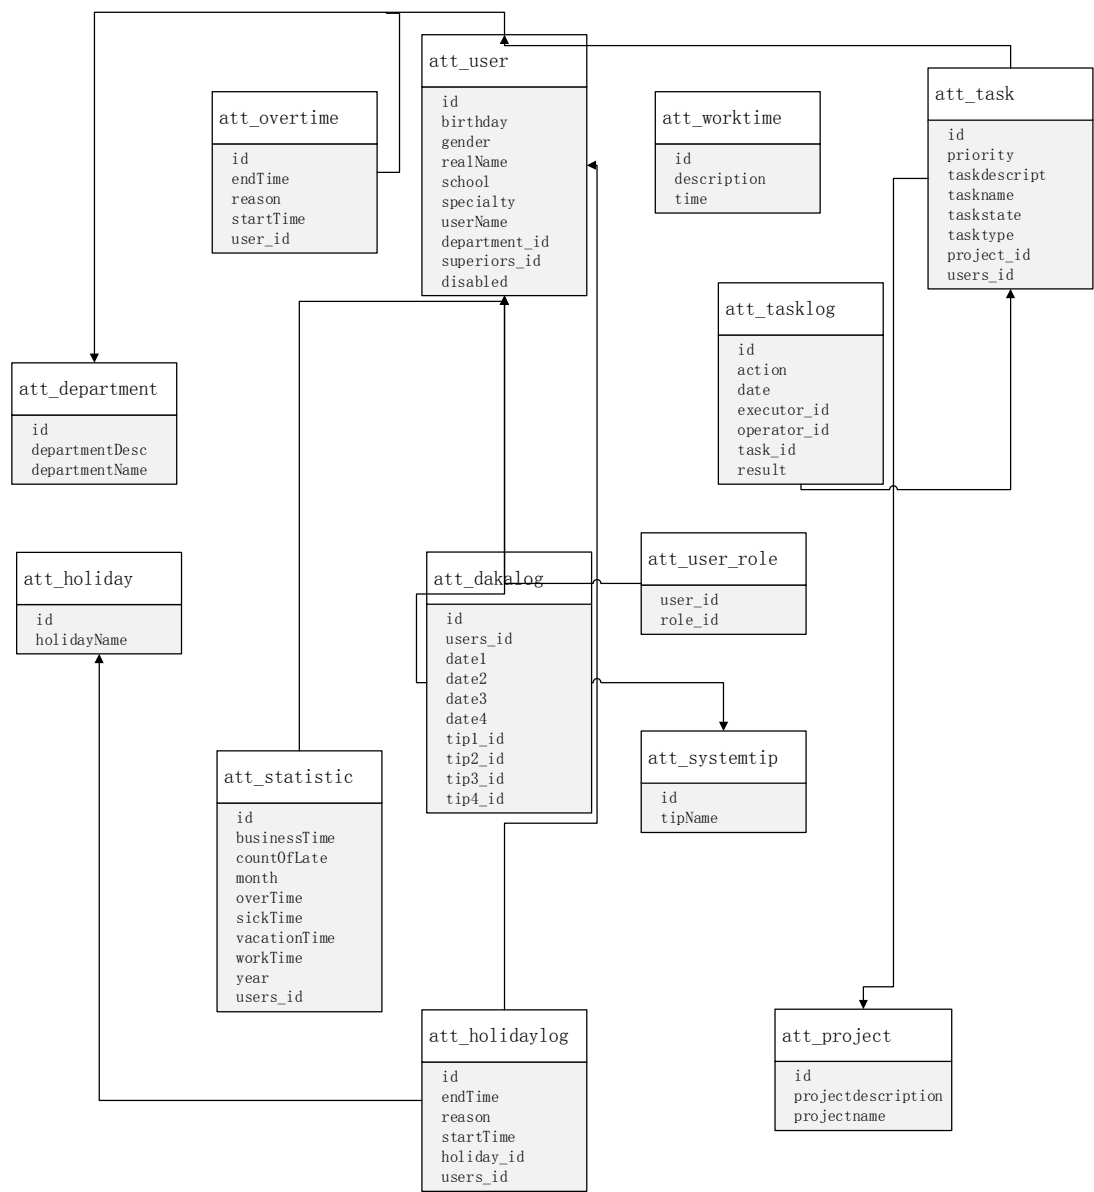 att_user
id
birthday
gender
realName
school
specialty
userName
department_id
superiors_id
disabled
att_task
id
priority
taskdescript
taskname
taskstate
tasktype
project_id
users_id
att_overtime
id
endTime
reason
startTime
user_id
att_worktime
id
description
time
att_tasklog
id
action
date
executor_id
operator_id
task_id
result
att_department
id
departmentDesc
departmentName
att_holiday
id
holidayName
att_dakalog
id
users_id
date1
date2
date3
date4
tip1_id
tip2_id
tip3_id
tip4_id
att_user_role
user_id
role_id
att_systemtip
id
tipName
att_statistic
id
businessTime
countOfLate
month
overTime
sickTime
vacationTime
workTime
year
users_id
att_holidaylog
id
endTime
reason
startTime
holiday_id
users_id
att_project
id
projectdescription
projectname